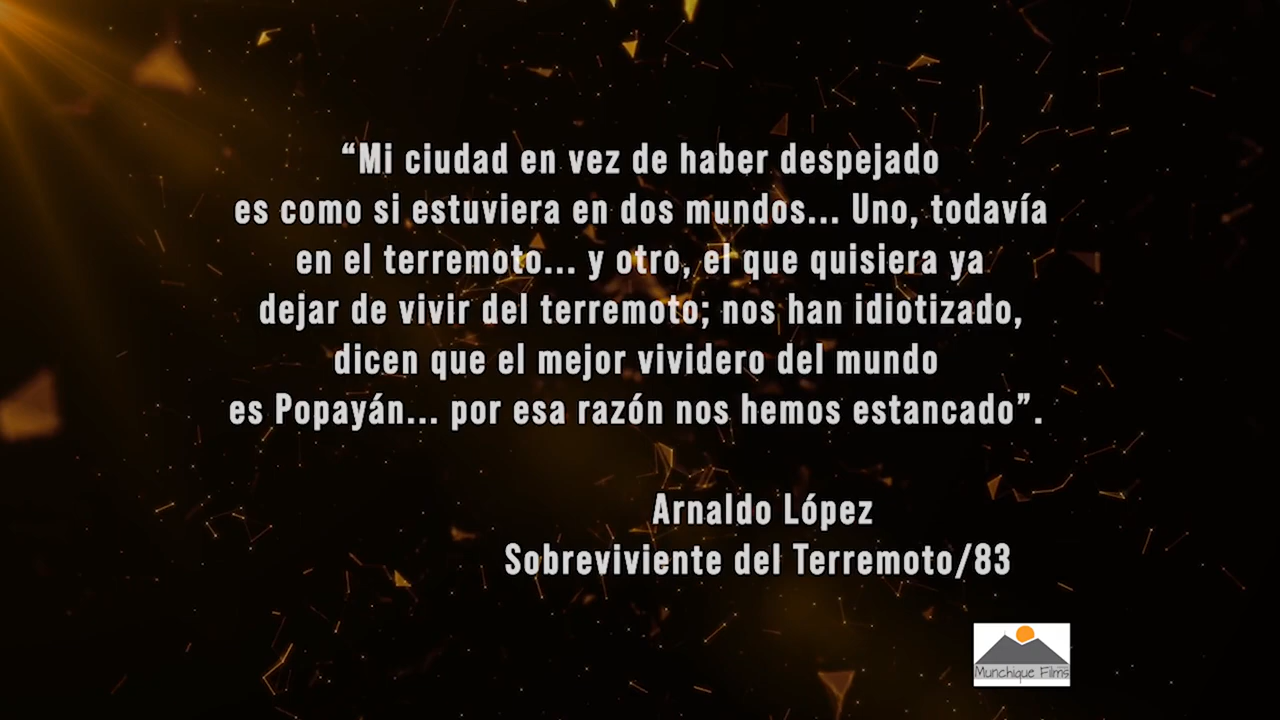 “Mi ciudad en vez de haber despejado
es como si estuviera en dos mundos... Uno, todavía
en el terremoto... y otro, el que quisiera ya
dejar de vivir del terremoto; nos han idiotizado,
dicen que el mejor vividero del mundo
es Popayán... por esa razón nos hemos estancado”.
Arnaldo López
Sobreviviente del Terremoto/83
Munchique Films